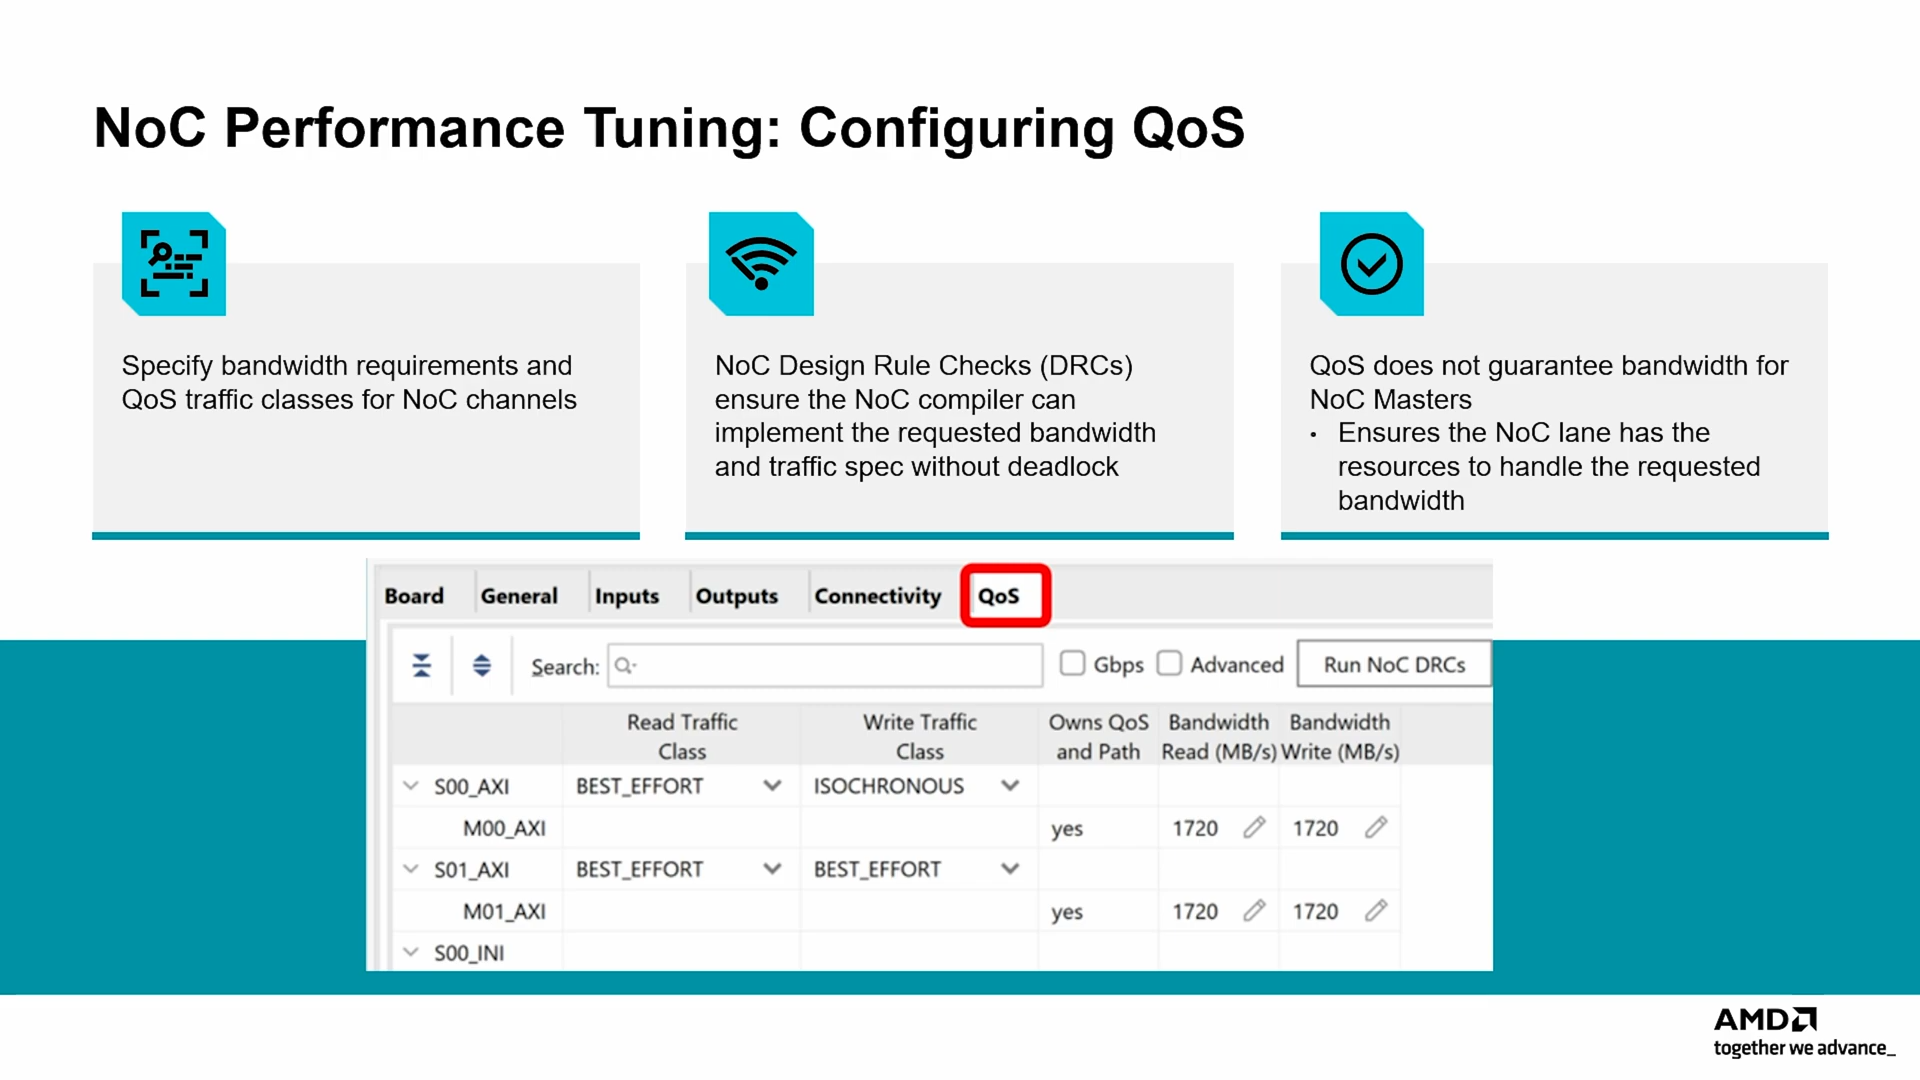 NoC Performance Tuning: Configuring QoS
Specify bandwidth requirements and
QoS traffic classes for NoC channels
NoC Design Rule Checks (DRCs)
ensure the NoC compiler can
implement the requested bandwidth
and traffic spec without deadlock
QoS does not guarantee bandwidth for
NoC Masters
• Ensures the NoC lane has the
resources to handle the requested
bandwidth
Board General Inputs Outputs Connectivity QoS
Search: Gbps Advanced Run NoC DRCs
Read Traffic Class Write Traffic Class Owns QoS and Path Bandwidth Read (MB/s) Bandwidth Write (MB/s)
S00_AXI BEST_EFFORT ISOCHRONOUS
M00_AXI yes 1720 1720
S01_AXI BEST_EFFORT BEST_EFFORT
M01_AXI yes 1720 1720
S00_INI
AMD
together we advance_